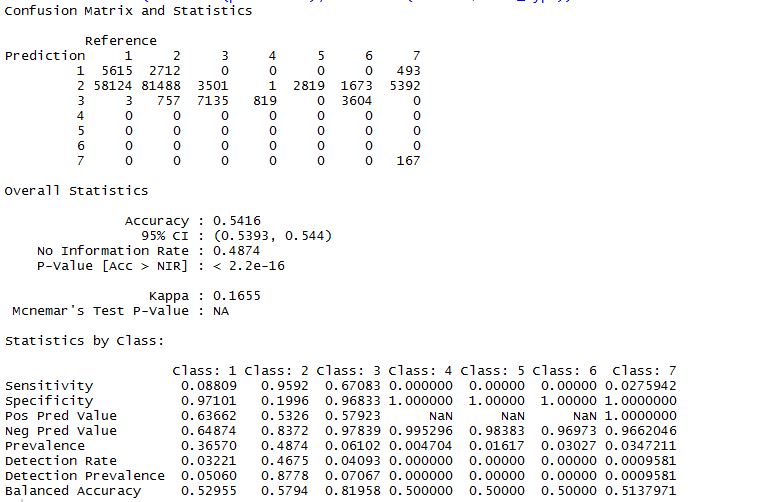 Confusion Matrix and Statistics
Reference
Prediction 1 2 3 4 5 6 7
1 5615 2712 0 0 0 0 493
2 58124 81488 3501 1 2819 1673 5392
3 3 757 7135 819 0 3604 0
4 0 0 0 0 0 0 0
5 0 0 0 0 0 0 0
6 0 0 0 0 0 0 0
7 0 0 0 0 0 0 167
Overall Statistics
Accuracy : 0.5416
95% CI : (0.5393, 0.544)
No Information Rate : 0.4874
P-Value [Acc > NIR] : < 2.2e-16
Kappa : 0.1655
Mcnemar's Test P-Value : NA
Statistics by Class:
Class: 1 Class: 2 Class: 3 Class: 4 Class: 5 Class: 6 Class: 7
Sensitivity 0.08809 0.9592 0.67083 0.000000 0.00000 0.00000 0.0275942
Specificity 0.97101 0.1996 0.96833 1.000000 1.00000 1.00000 1.0000000
Pos Pred Value 0.63662 0.5326 0.57923 NaN NaN NaN 1.0000000
Neg Pred Value 0.64874 0.8372 0.97839 0.995296 0.98383 0.96973 0.9662046
Prevalence 0.36570 0.4874 0.06102 0.004704 0.01617 0.03027 0.0347211
Detection Rate 0.03221 0.4675 0.04093 0.000000 0.00000 0.00000 0.0009581
Detection Prevalence 0.05060 0.8778 0.07067 0.000000 0.00000 0.00000 0.0009581
Balanced Accuracy 0.52955 0.5794 0.81958 0.500000 0.50000 0.50000 0.5137971